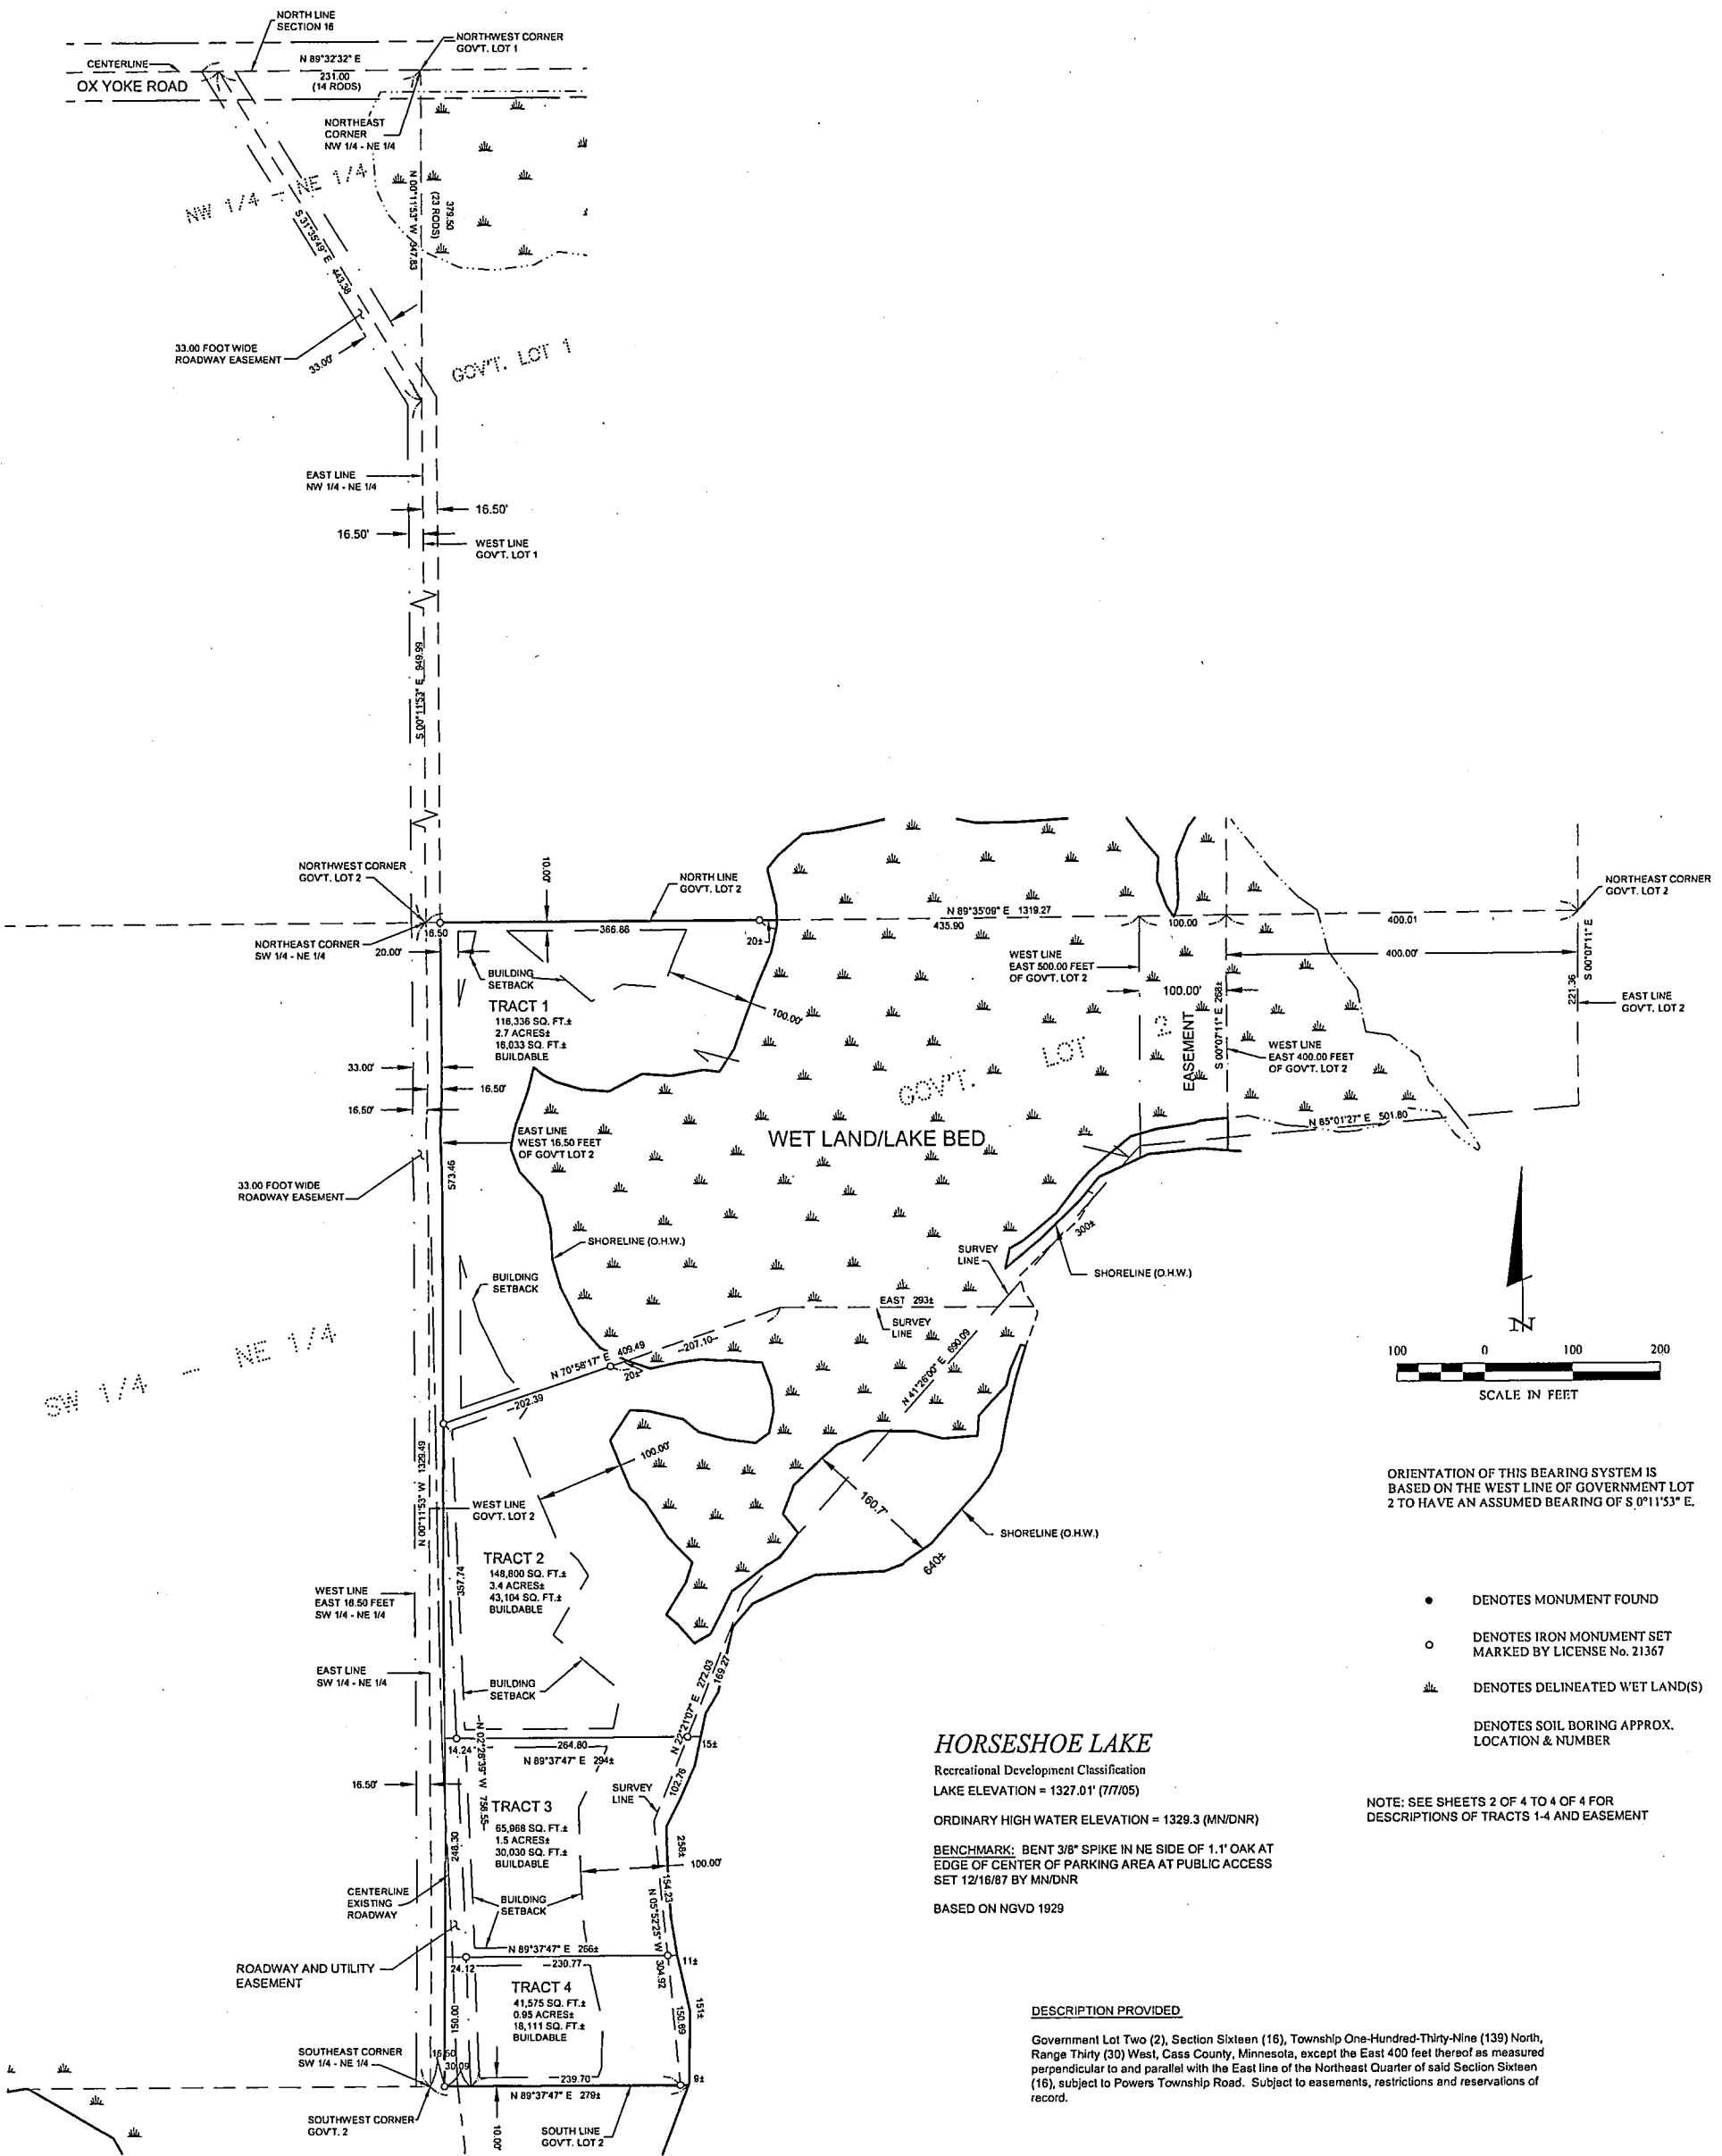 NORTH LINE
SECTION 16
NORTHWEST CORNER
GOV'T. LOT 1
CENTERLINE
N 89°32'32" E
OX YOKE ROAD
231.00
(14 RODS)
NORTHEAST
CORNER
NW 1/4 - NE 1/4
NW 1/4 - NE 1/4
N 00°11'53" W 347.83
379.50
(23 RODS)
S 31°35'49" E 443.38
33.00 FOOT WIDE
ROADWAY EASEMENT
33.00'
GOV'T. LOT 1
EAST LINE
NW 1/4 - NE 1/4
16.50'
16.50'
WEST LINE
GOV'T. LOT 1
S 00°11'53" E 949.99
NORTHWEST CORNER
GOV'T. LOT 2
10.00'
NORTH LINE
GOV'T. LOT 2
NORTHEAST CORNER
GOV'T. LOT 2
N 89°35'09" E 1319.27
435.90
100.00
400.01
16.50
366.88
20±
NORTHEAST CORNER
SW 1/4 - NE 1/4
20.00'
WEST LINE
EAST 500.00 FEET
OF GOV'T. LOT 2
400.00'
S 00°07'11" E
221.36
BUILDING
SETBACK
100.00'
EAST LINE
GOV'T. LOT 2
TRACT 1
116,336 SQ. FT.±
2.7 ACRES±
16,033 SQ. FT.±
BUILDABLE
100.00'
GOV'T. LOT 2
EASEMENT
S 00°07'11" E 268±
WEST LINE
EAST 400.00 FEET
OF GOV'T. LOT 2
33.00'
16.50'
16.50'
EAST LINE
WEST 16.50 FEET
OF GOV'T LOT 2
WET LAND/LAKE BED
N 85°01'27" E 501.80
573.46
33.00 FOOT WIDE
ROADWAY EASEMENT
SHORELINE (O.H.W.)
SURVEY
LINE
300±
SHORELINE (O.H.W.)
BUILDING
SETBACK
EAST 293±
SURVEY
LINE
SW 1/4 - NE 1/4
N 70°58'17" E 409.49
207.10
20±
202.39
N 41°26'00" E 690.09
N
100 0 100 200
SCALE IN FEET
N 00°11'53" W 1329.49
100.00'
WEST LINE
GOV'T. LOT 2
160.7'
ORIENTATION OF THIS BEARING SYSTEM IS
BASED ON THE WEST LINE OF GOVERNMENT LOT
2 TO HAVE AN ASSUMED BEARING OF S 0°11'53" E.
SHORELINE (O.H.W.)
640±
TRACT 2
148,800 SQ. FT.±
3.4 ACRES±
43,104 SQ. FT.±
BUILDABLE
357.74
WEST LINE
EAST 16.50 FEET
SW 1/4 - NE 1/4
DENOTES MONUMENT FOUND
DENOTES IRON MONUMENT SET
MARKED BY LICENSE No. 21367
EAST LINE
SW 1/4 - NE 1/4
BUILDING
SETBACK
DENOTES DELINEATED WET LAND(S)
DENOTES SOIL BORING APPROX.
LOCATION & NUMBER
N 22°21'07" E 272.03
169.27
14.24
264.80
15±
N 89°37'47" E 294±
N 02°28'39" W 756.55
102.76
16.50'
SURVEY
LINE
HORSESHOE LAKE
Recreational Development Classification
LAKE ELEVATION = 1327.01' (7/7/05)
ORDINARY HIGH WATER ELEVATION = 1329.3 (MN/DNR)
BENCHMARK: BENT 3/8" SPIKE IN NE SIDE OF 1.1' OAK AT
EDGE OF CENTER OF PARKING AREA AT PUBLIC ACCESS
SET 12/16/87 BY MN/DNR
BASED ON NGVD 1929
NOTE: SEE SHEETS 2 OF 4 TO 4 OF 4 FOR
DESCRIPTIONS OF TRACTS 1-4 AND EASEMENT
TRACT 3
65,968 SQ. FT.±
1.5 ACRES±
30,030 SQ. FT.±
BUILDABLE
248.30
258±
100.00'
154.23
N 05°52'25" W 304.92
CENTERLINE
EXISTING
ROADWAY
BUILDING
SETBACK
N 89°37'47" E 266±
24.12
230.77
11±
ROADWAY AND UTILITY
EASEMENT
TRACT 4
41,575 SQ. FT.±
0.95 ACRES±
18,111 SQ. FT.±
BUILDABLE
150.00
151±
150.69
SOUTHEAST CORNER
SW 1/4 - NE 1/4
16.50
30.09
239.70
9±
N 89°37'47" E 279±
SOUTHWEST CORNER
GOV'T. 2
10.00'
SOUTH LINE
GOV'T. LOT 2
DESCRIPTION PROVIDED
Government Lot Two (2), Section Sixteen (16), Township One-Hundred-Thirty-Nine (139) North,
Range Thirty (30) West, Cass County, Minnesota, except the East 400 feet thereof as measured
perpendicular to and parallel with the East line of the Northeast Quarter of said Section Sixteen
(16), subject to Powers Township Road. Subject to easements, restrictions and reservations of
record.